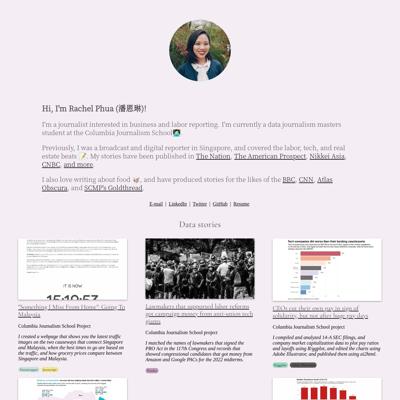 Hi, I'm Rachel Phua (潘恩琳)!
I'm a journalist interested in business and labor reporting. I'm currently a data journalism masters
student at the Columbia Journalism School
Previously, I was a broadcast and digital reporter in Singapore, and covered the labor, tech, and real
estate beats 📝. My stories have been published in The Nation, The American Prospect, Nikkei Asia,
CNBC, and more.
I also love writing about food 🍜, and have produced stories for the likes of the BBC, CNN, Atlas
Obscura, and SCMP's Goldthread.
E-mail | LinkedIn | Twitter | GitHub | Resume
Data stories
IT IS NOW
"Something I Miss From Home": Going To
Malaysia
Columbia Journalism School Project
I created a webpage that shows you the latest traffic
images on the two causeways that connect Singapore
and Malaysia, when the best times to go are based on
the traffic, and how grocery prices compare between
Singapore and Malaysia.
Lawmakers that supported labor reforms
got campaign money from anti-union tech
giants
Columbia Journalism School project
I matched the names of lawmakers that signed the
PRO Act in the 117th Congress and records that
showed congressional candidates that got money from
Amazon and Google PACs for the 2022 midterms.
Tech companies did worse than their lending counterparts
CEOs cut their own pay in sign of
solidarity, but not after huge pay days
Columbia Journalism School project
I compiled and analyzed 14-A SEC filings, and
company market capitalization data to plot pay ratios
and layoffs using R/ggplot, and edited the charts using
Adobe Illustrator, and published them using ai2html.